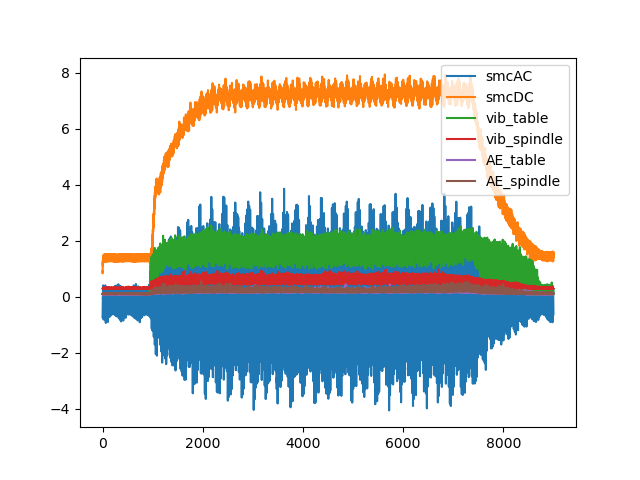 8
6
4
2
0
−2
−4
0
2000
4000
6000
8000
smcAC
smcDC
vib_table
vib_spindle
AE_table
AE_spindle